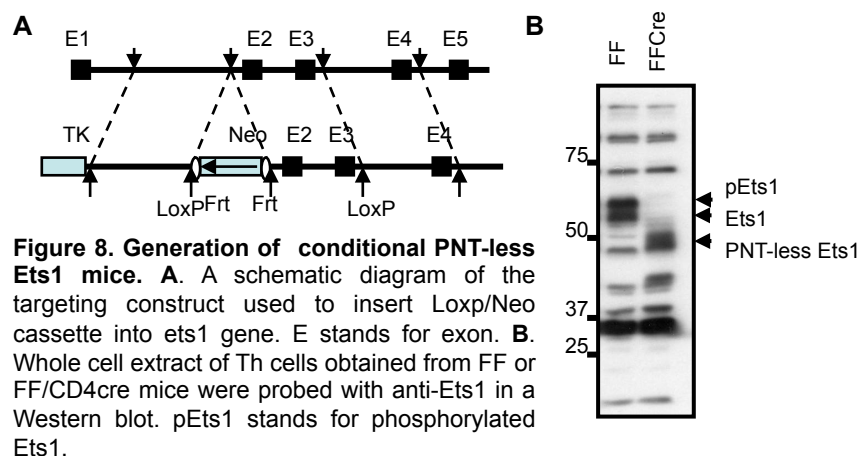 A
E1 E2 E3 E4 E5
TK Neo E2 E3 E4
LoxP Frt Frt LoxP
Figure 8. Generation of conditional PNT-less
Ets1 mice. A. A schematic diagram of the
targeting construct used to insert Loxp/Neo
cassette into ets1 gene. E stands for exon. B.
Whole cell extract of Th cells obtained from FF or
FF/CD4cre mice were probed with anti-Ets1 in a
Western blot. pEts1 stands for phosphorylated
Ets1.
B
FF
FFCre
75
50
37
25
pEts1
Ets1
PNT-less Ets1